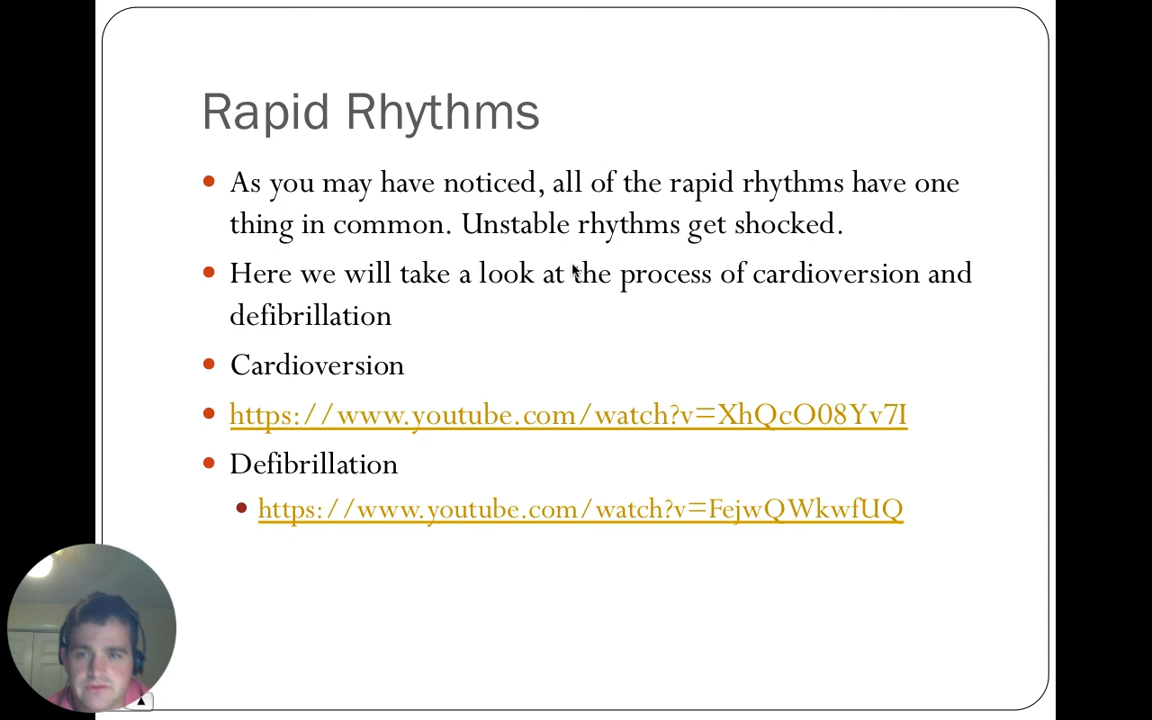 Rapid Rhythms
As you may have noticed, all of the rapid rhythms have one
thing in common. Unstable rhythms get shocked.
Here we will take a look at the process of cardioversion and
defibrillation
Cardioversion
https://www.youtube.com/watch?v=XhQcO08Yv7I
Defibrillation
https://www.youtube.com/watch?v=FejwQWkwfUQ